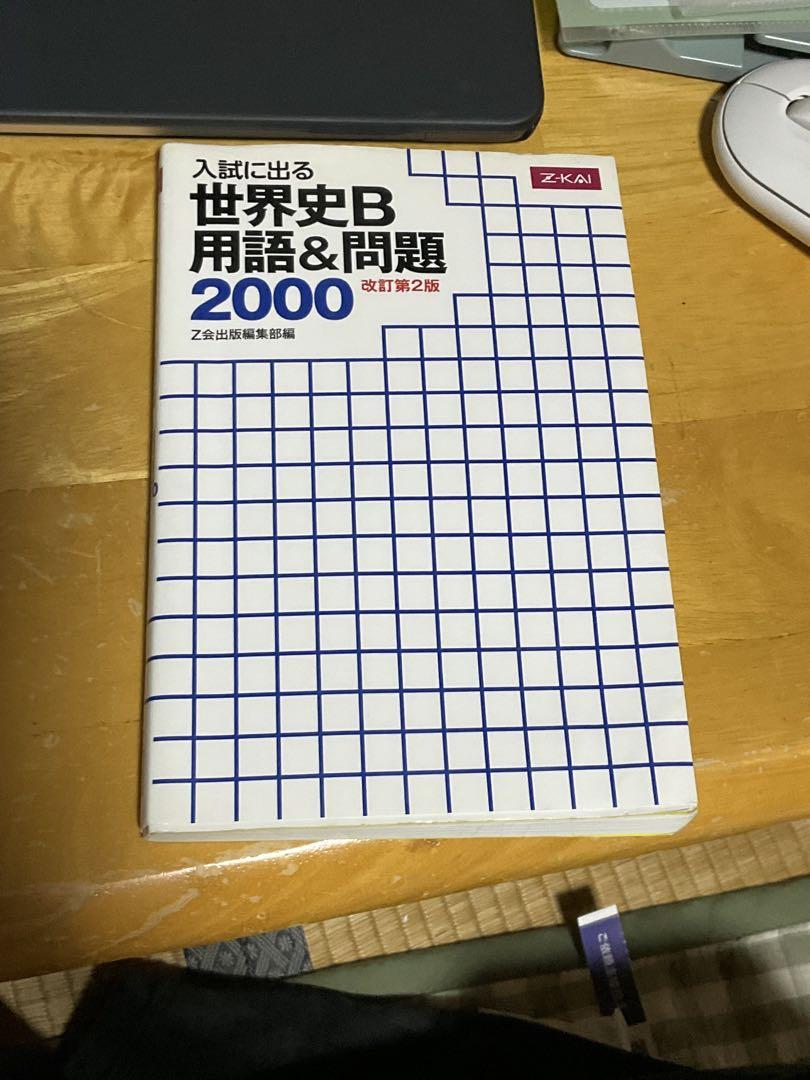 入試に出る
Z-KAI
世界史B
用語&問題
2000 改訂第2版
Z会出版編集部編